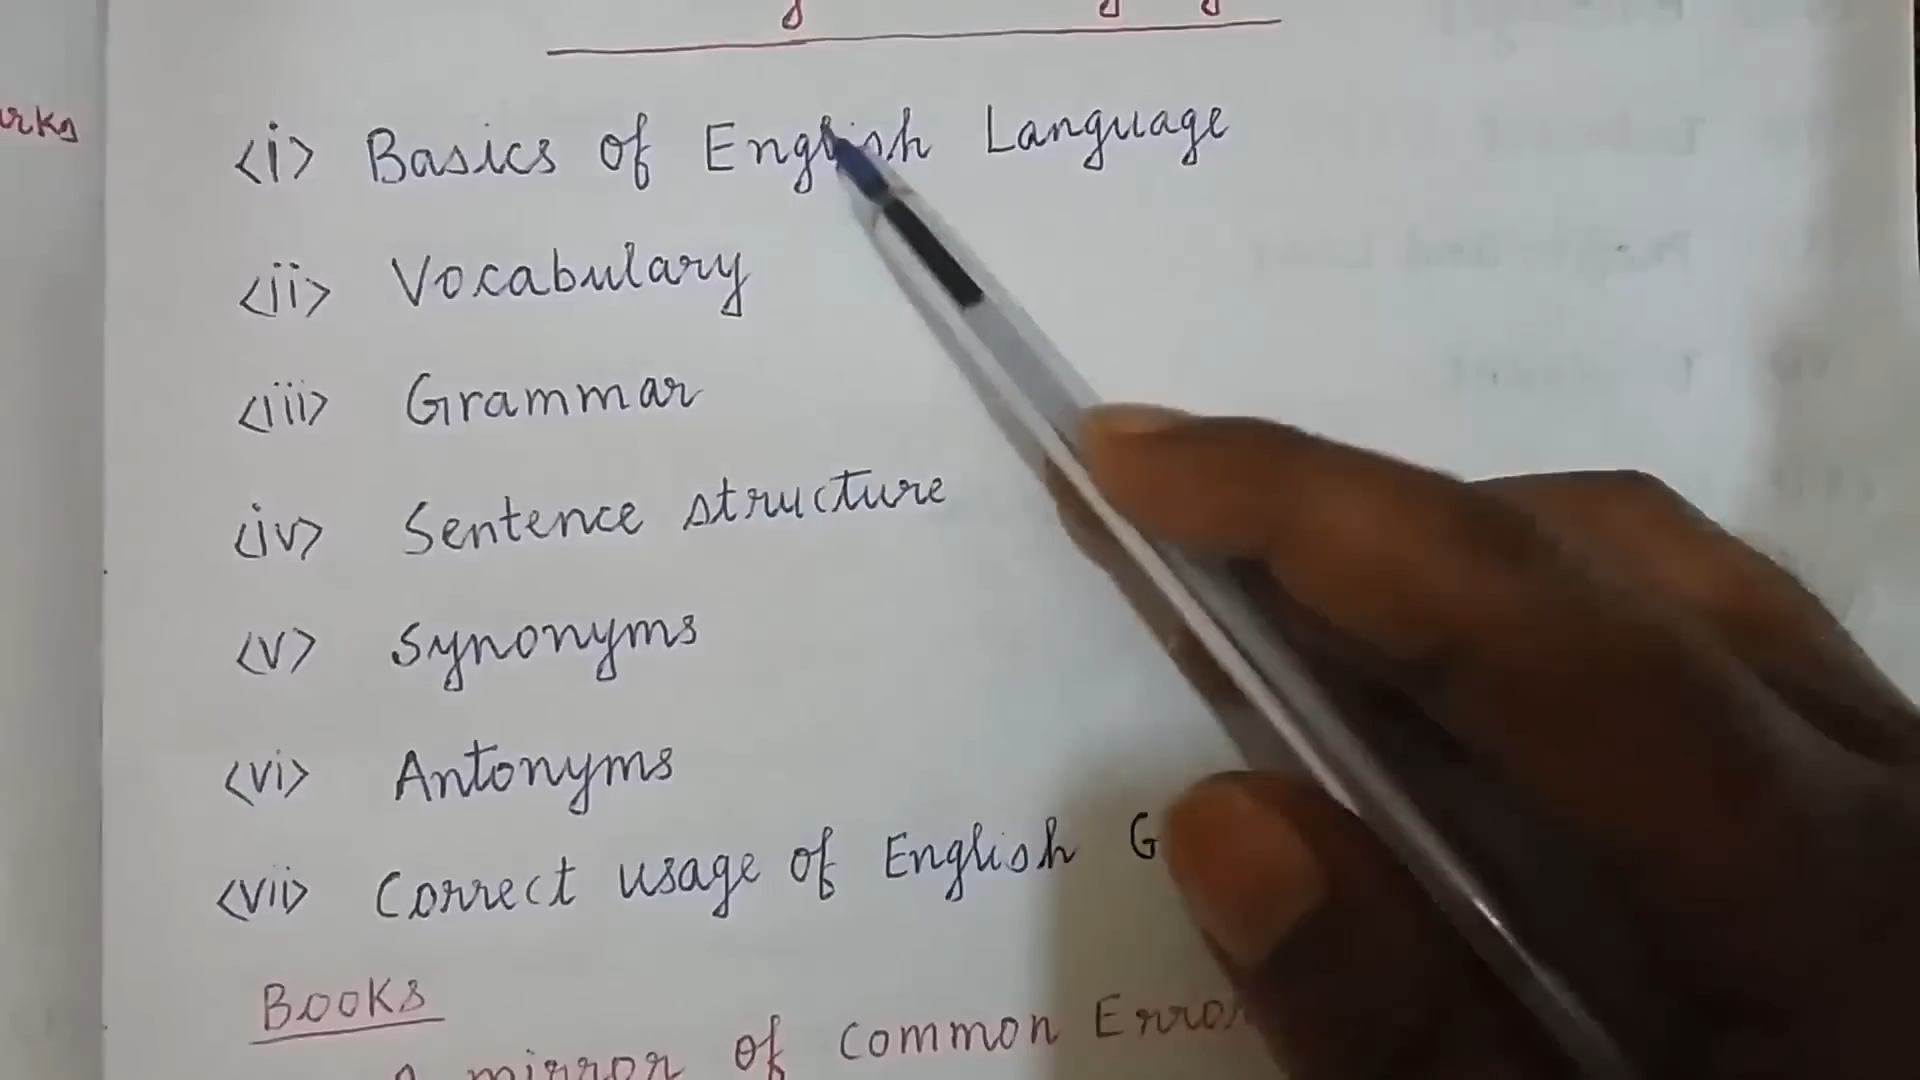 <i> Basics of English Language
<ii> Vocabulary
<iii> Grammar
<iv> Sentence structure
<v> Synonyms
<vi> Antonyms
<vii> Correct usage of English G
Books
A mirror of common Error